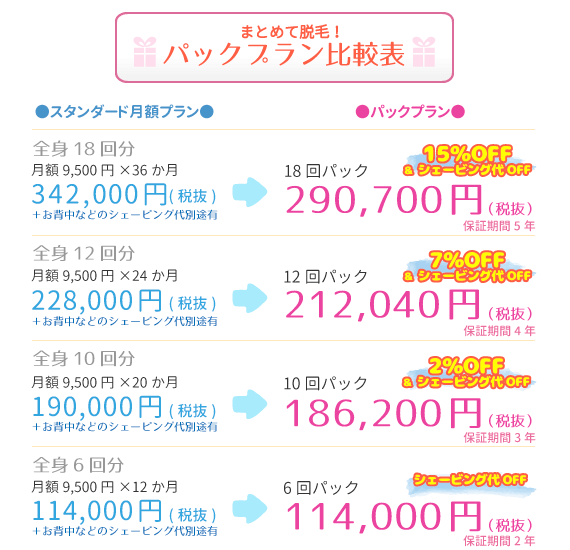 まとめて脱毛！
パックプラン比較表
●スタンダード月額プラン●
●パックプラン●
全身 18 回分
月額 9,500 円 ×36 か月
342,000 円( 税抜 )
＋お背中などのシェービング代別途有
15%OFF
& シェービング代 OFF
18 回パック
290,700 円 ( 税抜 )
保証期間 5 年
全身 12 回分
月額 9,500 円 ×24 か月
228,000 円 ( 税抜 )
＋お背中などのシェービング代別途有
7%OFF
& シェービング代 OFF
12 回パック
212,040 円 ( 税抜 )
保証期間 4 年
全身 10 回分
月額 9,500 円 ×20 か月
190,000 円 ( 税抜 )
＋お背中などのシェービング代別途有
2%OFF
& シェービング代 OFF
10 回パック
186,200 円 ( 税抜 )
保証期間 3 年
全身 6 回分
月額 9,500 円 ×12 か月
114,000 円 ( 税抜 )
＋お背中などのシェービング代別途有
シェービング代 OFF
6 回パック
114,000 円 ( 税抜 )
保証期間 2 年